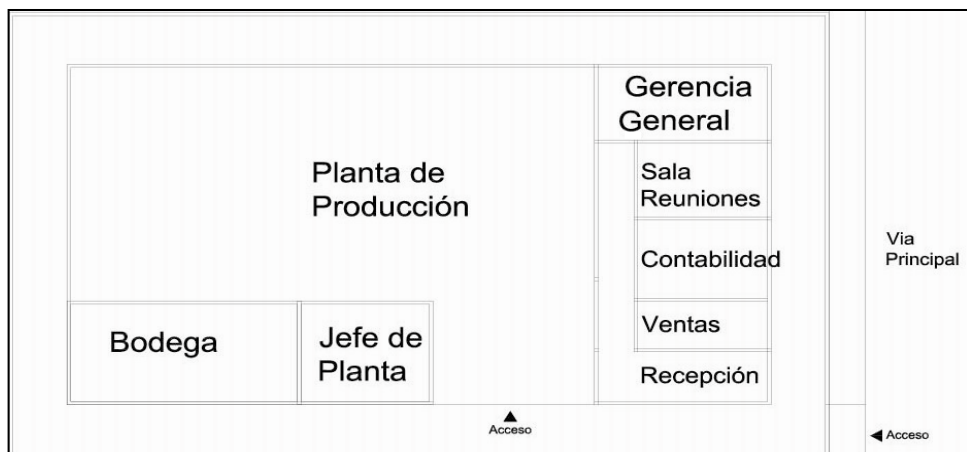 Gerencia
General
Planta de
Producción
Sala
Reuniones
Contabilidad
Via
Principal
Ventas
Bodega
Jefe de
Planta
Recepción
Acceso
Acceso